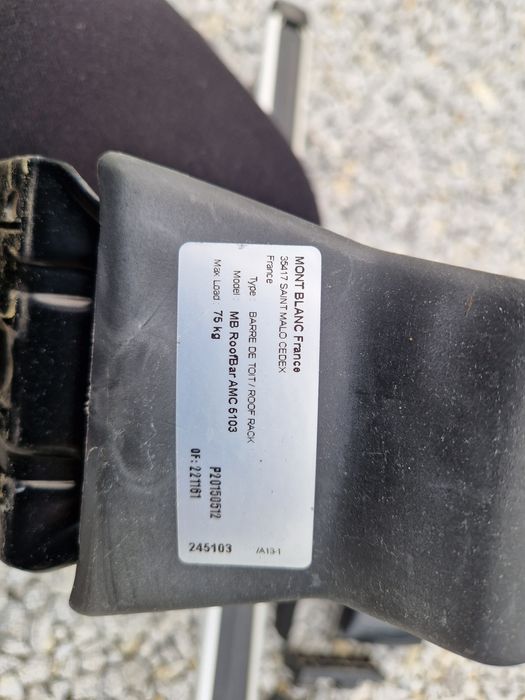 MONT BLANC France
35417 SAINT MALO CEDEX
France
Type: BARRE DE TOIT / ROOF RACK
Model: MB RoofBar AMC 5103
Max Load: 75 kg
P20150512
OF: 221161
245103
/A13-1